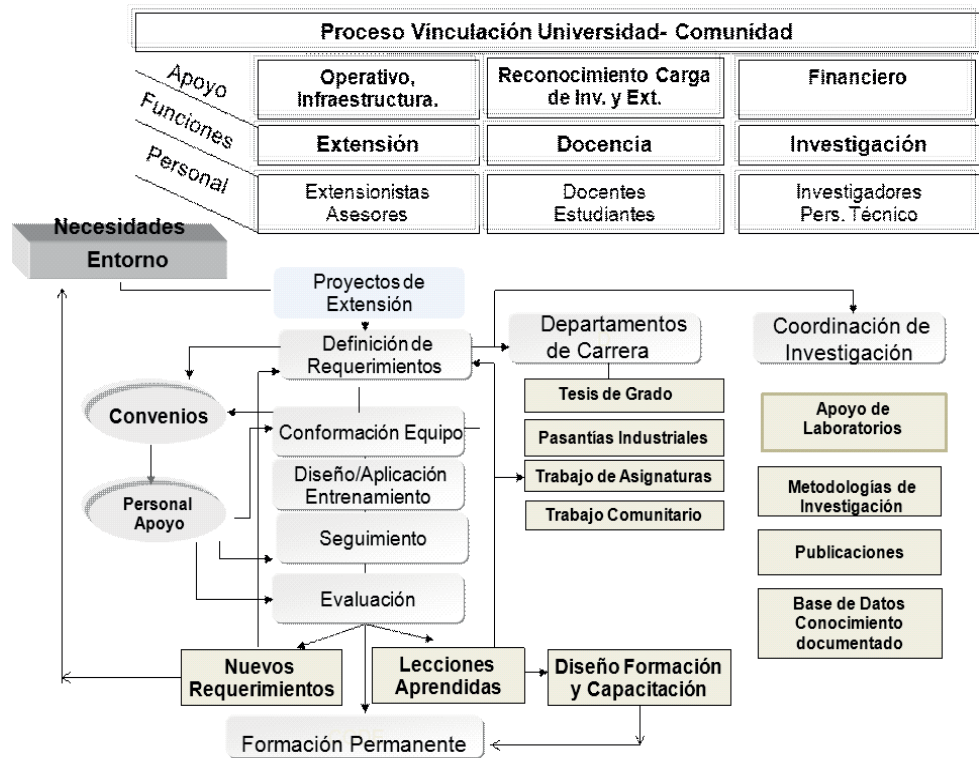 Proceso Vinculación Universidad- Comunidad
Apoyo
Operativo,
Infraestructura.
Reconocimiento Carga
de Inv. y Ext.
Financiero
Funciones
Extensión
Docencia
Investigación
Personal
Extensionistas
Asesores
Docentes
Estudiantes
Investigadores
Pers. Técnico
Necesidades
Entorno
Proyectos de
Extensión
Definición de
Requerimientos
Departamentos
de Carrera
Coordinación de
Investigación
Convenios
Conformación Equipo
Diseño/Aplicación
Entrenamiento
Personal
Apoyo
Seguimiento
Evaluación
Tesis de Grado
Pasantías Industriales
Trabajo de Asignaturas
Trabajo Comunitario
Apoyo de
Laboratorios
Metodologías de
Investigación
Publicaciones
Base de Datos
Conocimiento
documentado
Nuevos
Requerimientos
Lecciones
Aprendidas
Diseño Formación
y Capacitación
Formación Permanente